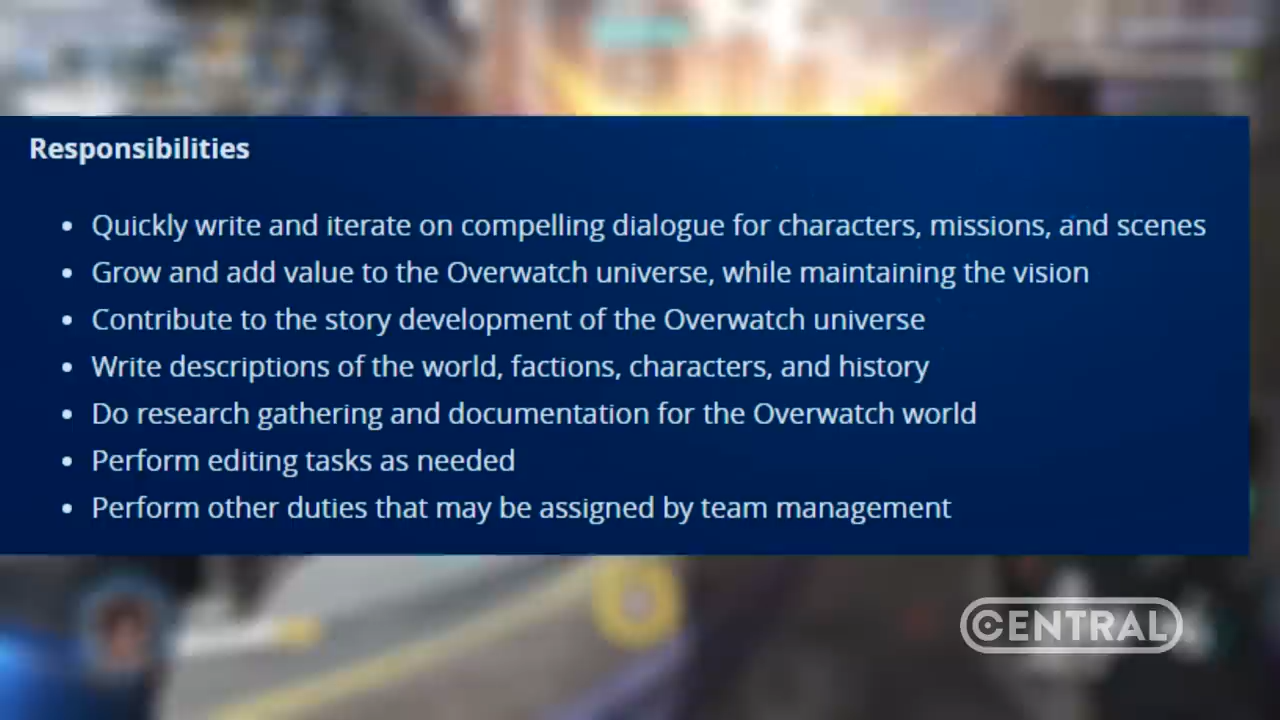 Responsibilities
• Quickly write and iterate on compelling dialogue for characters, missions, and scenes
• Grow and add value to the Overwatch universe, while maintaining the vision
• Contribute to the story development of the Overwatch universe
• Write descriptions of the world, factions, characters, and history
• Do research gathering and documentation for the Overwatch world
• Perform editing tasks as needed
• Perform other duties that may be assigned by team management
CENTRAL